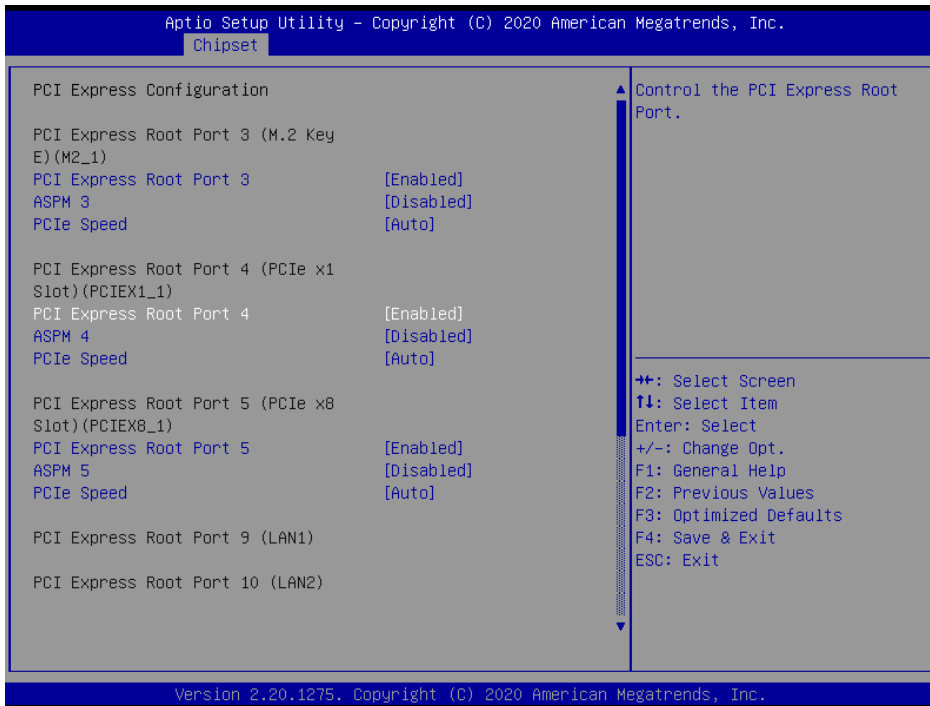 Aptio Setup Utility – Copyright (C) 2020 American Megatrends, Inc.
Chipset
PCI Express Configuration
PCI Express Root Port 3 (M.2 Key
E)(M2_1)
PCI Express Root Port 3 [Enabled]
ASPM 3 [Disabled]
PCIe Speed [Auto]
PCI Express Root Port 4 (PCIe x1
Slot)(PCIEX1_1)
PCI Express Root Port 4 [Enabled]
ASPM 4 [Disabled]
PCIe Speed [Auto]
PCI Express Root Port 5 (PCIe x8
Slot)(PCIEX8_1)
PCI Express Root Port 5 [Enabled]
ASPM 5 [Disabled]
PCIe Speed [Auto]
PCI Express Root Port 9 (LAN1)
PCI Express Root Port 10 (LAN2)
Control the PCI Express Root
Port.
→←: Select Screen
↑↓: Select Item
Enter: Select
+/-: Change Opt.
F1: General Help
F2: Previous Values
F3: Optimized Defaults
F4: Save & Exit
ESC: Exit
Version 2.20.1275. Copyright (C) 2020 American Megatrends, Inc.